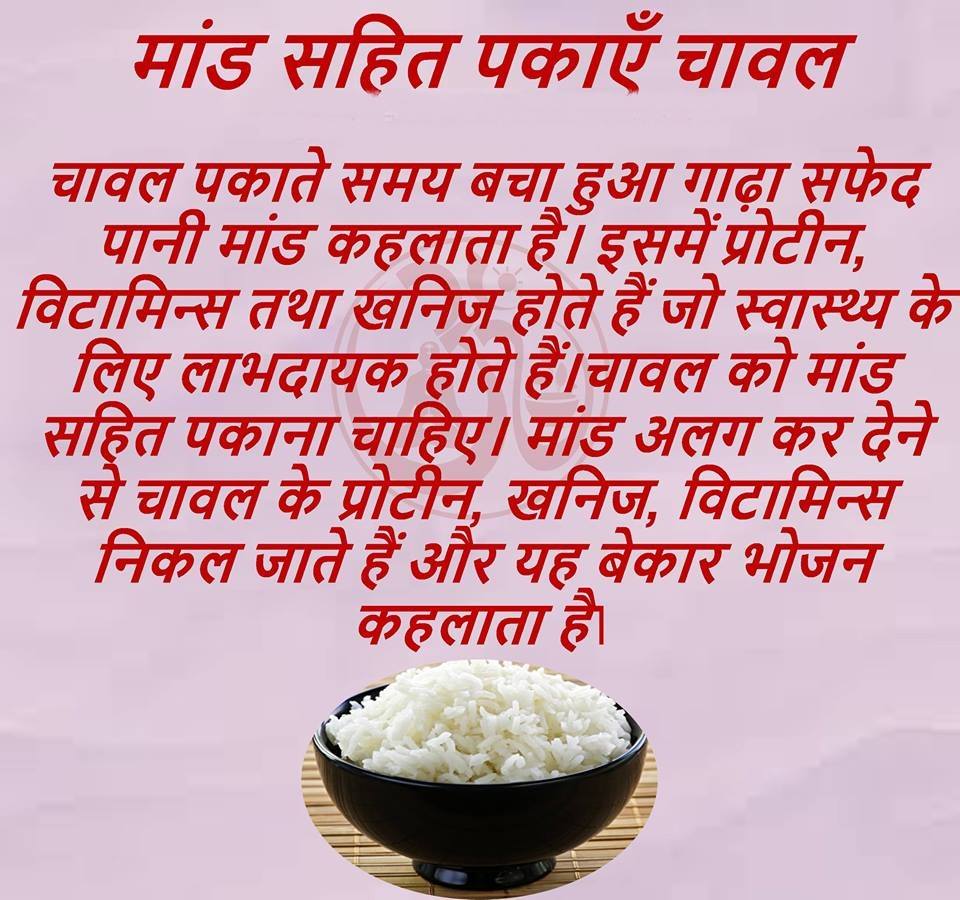 मांड सहित पकाएँ चावल
चावल पकाते समय बचा हुआ गाढ़ा सफेद
पानी मांड कहलाता है। इसमें प्रोटीन,
विटामिन्स तथा खनिज होते हैं जो स्वास्थ्य के
लिए लाभदायक होते हैं।चावल को मांड
सहित पकाना चाहिए। मांड अलग कर देने
से चावल के प्रोटीन, खनिज, विटामिन्स
निकल जाते हैं और यह बेकार भोजन
कहलाता है।